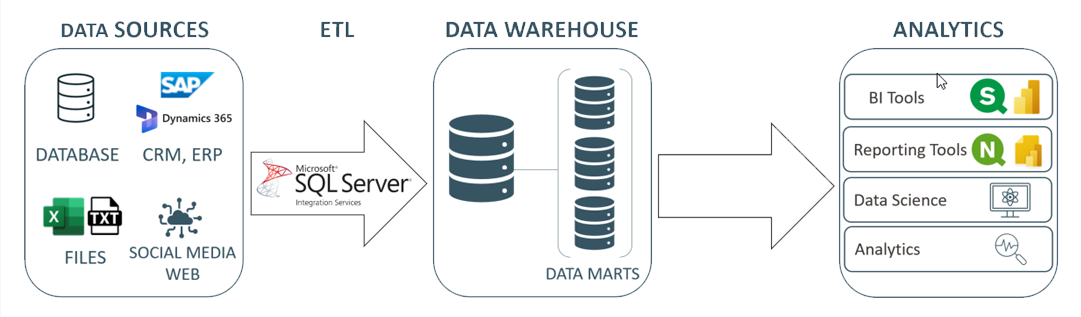 DATA SOURCES
ETL
DATA WAREHOUSE
ANALYTICS
SAP
Dynamics 365
DATABASE
CRM, ERP
X
TXT
FILES
SOCIAL MEDIA
WEB
Microsoft®
SQL Server®
Integration Services
DATA MARTS
BI Tools
S
Reporting Tools
N
Data Science
Analytics